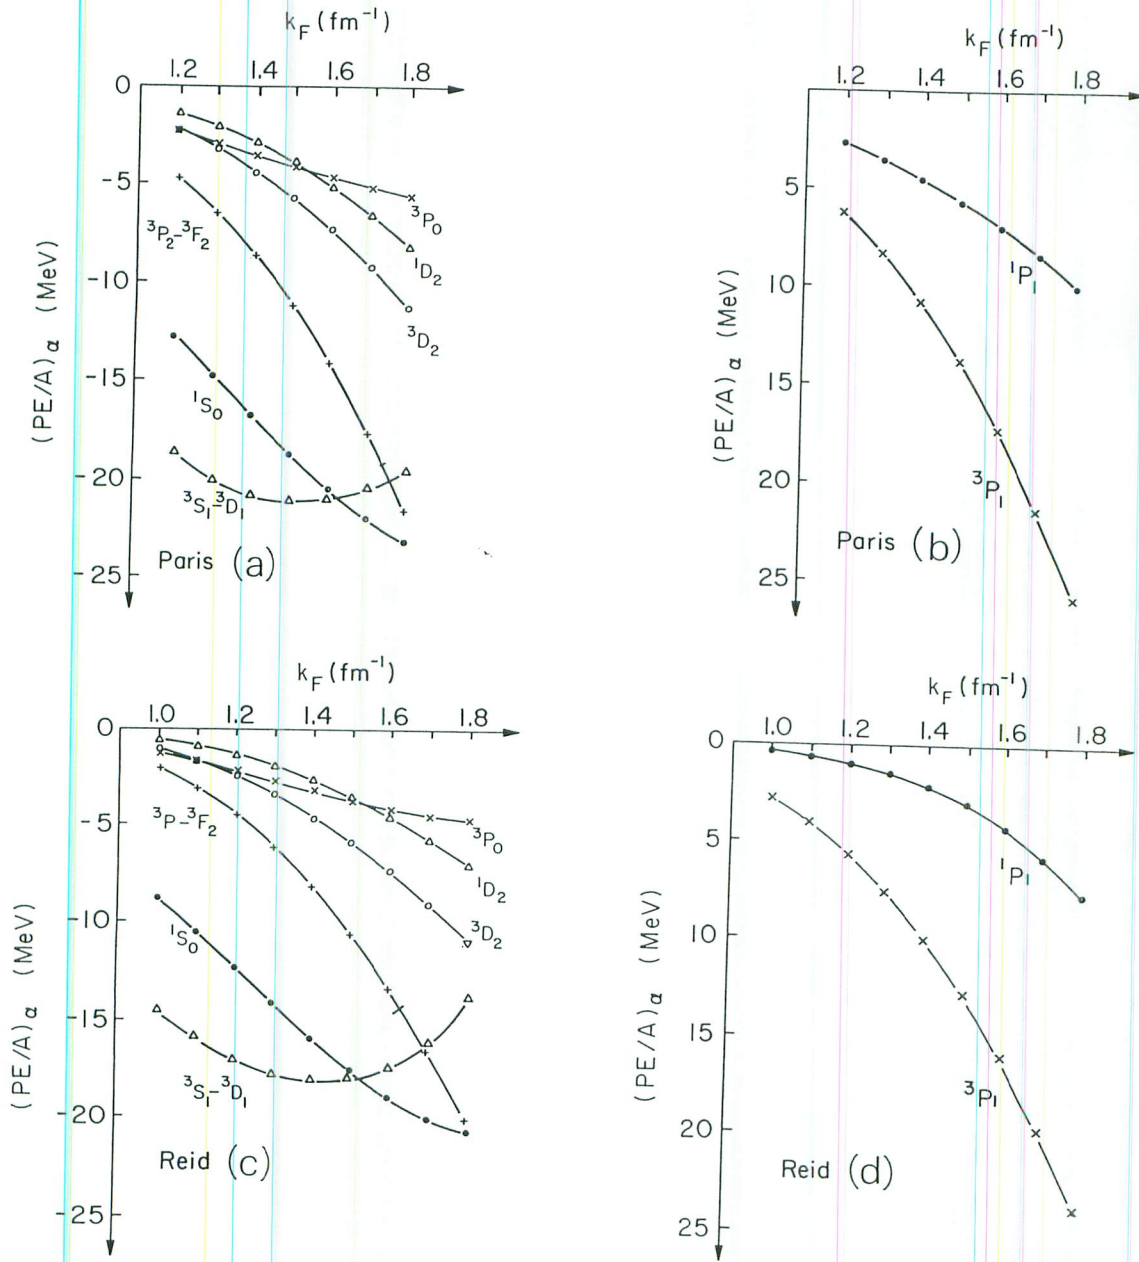 k_F (fm⁻¹)
1.2 1.4 1.6 1.8
0
-5
-10
-15
-20
-25
(PE/A)α (MeV)
³P₀
¹D₂
³D₂
³P₂-³F₂
¹S₀
³S₁-³D₁
Paris (a)
k_F (fm⁻¹)
1.2 1.4 1.6 1.8
5
10
15
20
25
(PE/A)α (MeV)
¹P₁
³P₁
Paris (b)
k_F (fm⁻¹)
1.0 1.2 1.4 1.6 1.8
0
-5
-10
-15
-20
-25
(PE/A)α (MeV)
³P-³F₂
³P₀
¹D₂
³D₂
¹S₀
³S₁-³D₁
Reid (c)
k_F (fm⁻¹)
1.0 1.2 1.4 1.6 1.8
0
5
10
15
20
25
(PE/A)α (MeV)
¹P₁
³P₁
Reid (d)